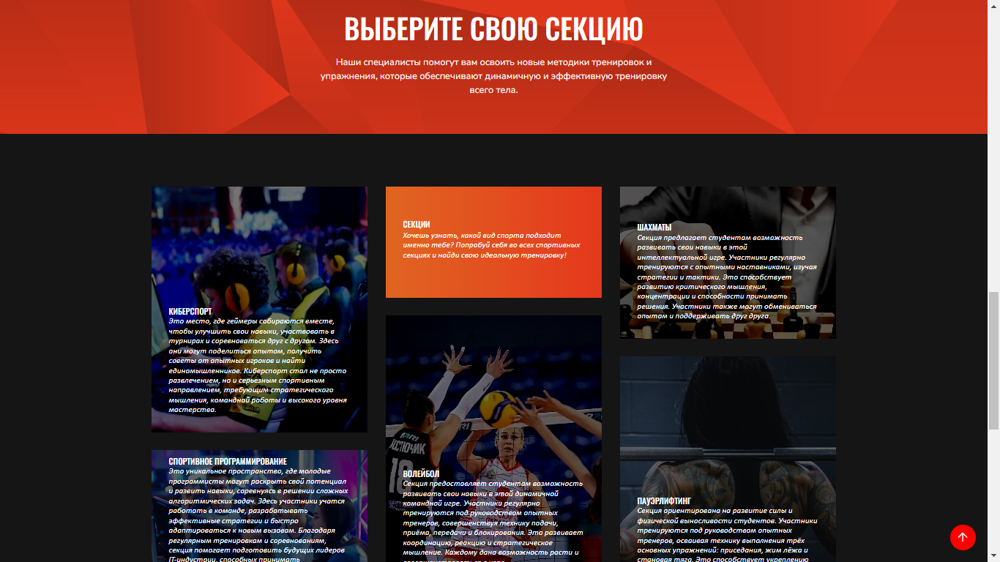 ВЫБЕРИТЕ СВОЮ СЕКЦИЮ
Наши специалисты помогут вам освоить новые методики тренировок и
упражнения, которые обеспечивают динамичную и эффективную тренировку
всего тела.
КИБЕРСПОРТ
Это место, где геймеры собираются вместе,
чтобы улучшить свои навыки, участвовать в
турнирах и соревноваться друг с другом. Здесь
они могут поделиться опытом, получить
советы от опытных игроков и найти
единомышленников. Киберспорт стал не просто
развлечением, но и серьезным спортивным
направлением, требующим стратегического
мышления, командной работы и высокого уровня
мастерства.
СПОРТИВНОЕ ПРОГРАММИРОВАНИЕ
Это уникальное пространство, где молодые
программисты могут раскрыть свой потенциал
и развить навыки, соревнуясь в решении сложных
алгоритмических задач. Здесь участники учатся
работать в команде, разрабатывать
эффективные стратегии и быстро
адаптироваться к новым вызовам. Благодаря
регулярным тренировкам и соревнованиям,
секция помогает подготовить будущих лидеров
IT-индустрии, способных принимать
СЕКЦИИ
Хочешь узнать, какой вид спорта подходит
именно тебе? Попробуй себя во всех спортивных
секциях и найди свою идеальную тренировку!
ВОЛЕЙБОЛ
Секция предоставляет студентам возможность
развивать свои навыки в этой динамичной
командной игре. Участники регулярно
тренируются под руководством опытных
тренеров, совершенствуя технику подачи,
приёма, передачи и блокирования. Это развивает
координацию, реакцию и стратегическое
мышление. Каждому дана возможность расти и
ШАХМАТЫ
Секция предлагает студентам возможность
развивать свои навыки в этой
интеллектуальной игре. Участники регулярно
тренируются с опытными наставниками, изучая
стратегии и тактики. Это способствует
развитию критического мышления,
концентрации и способности принимать
решения. Участники также могут обмениваться
опытом и поддерживать друг друга.
ПАУЭРЛИФТИНГ
Секция ориентирована на развитие силы и
физической выносливости студентов. Участники
тренируются под руководством опытных
тренеров, осваивая технику выполнения трёх
основных упражнений: приседания, жим лёжа и
становая тяга. Это способствует укреплению